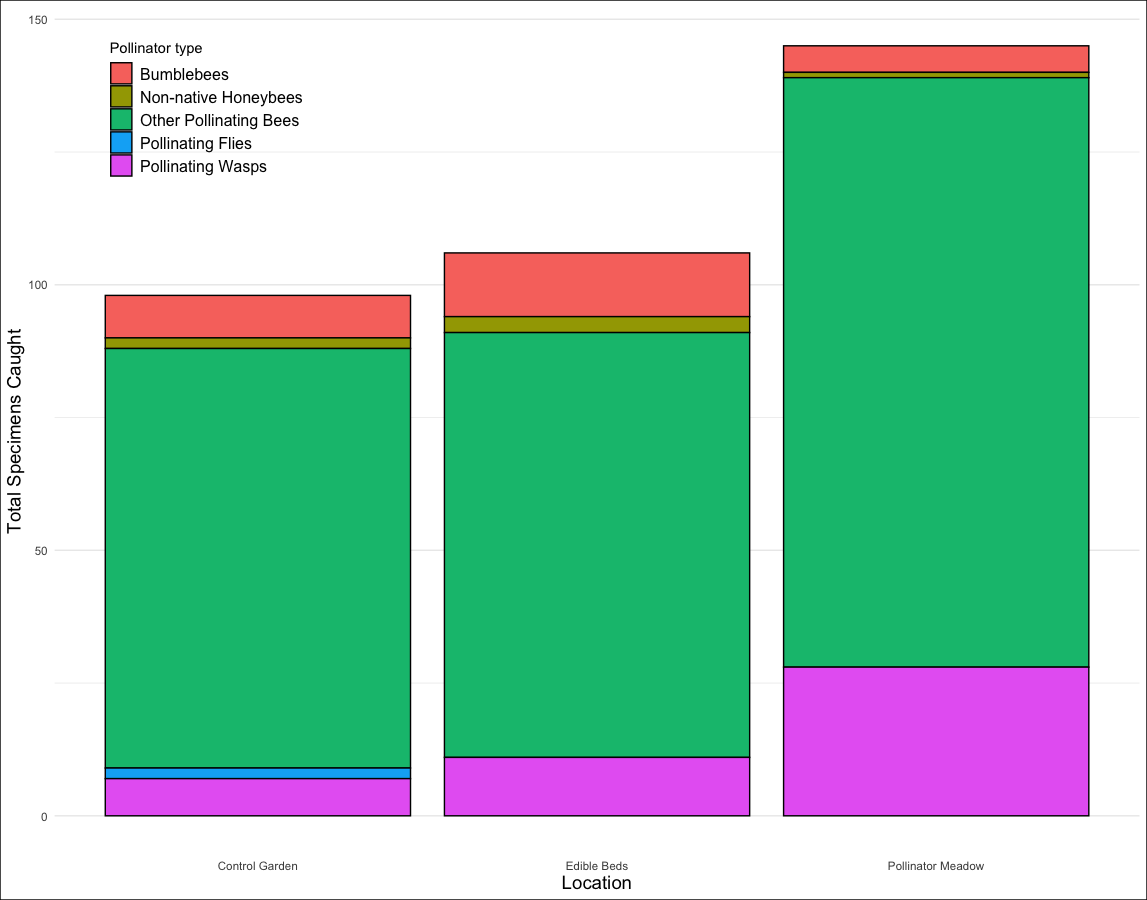 150
Pollinator type
Bumblebees
Non-native Honeybees
Other Pollinating Bees
Pollinating Flies
Pollinating Wasps
100
Total Specimens Caught
50
0
Control Garden
Edible Beds
Pollinator Meadow
Location